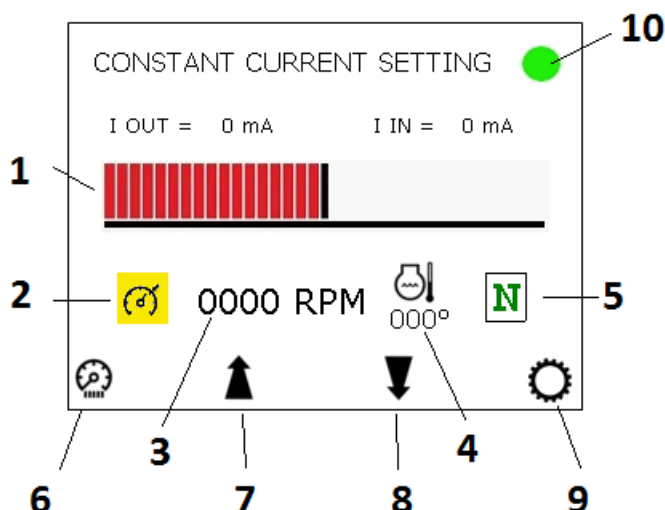 10
CONSTANT CURRENT SETTING
I OUT = 0 mA I IN = 0 mA
1
2 0000 RPM 000° N 5
3 4
6 7 8 9